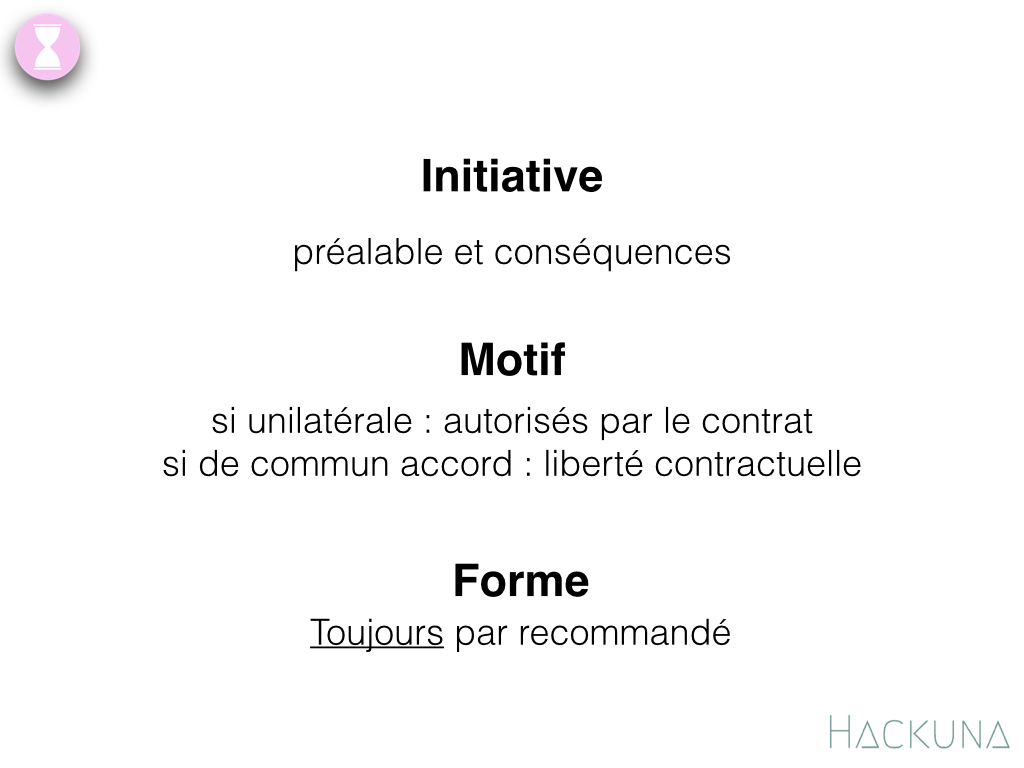 Initiative
préalable et conséquences
Motif
si unilatérale : autorisés par le contrat
si de commun accord : liberté contractuelle
Forme
Toujours par recommandé
HACKUNA